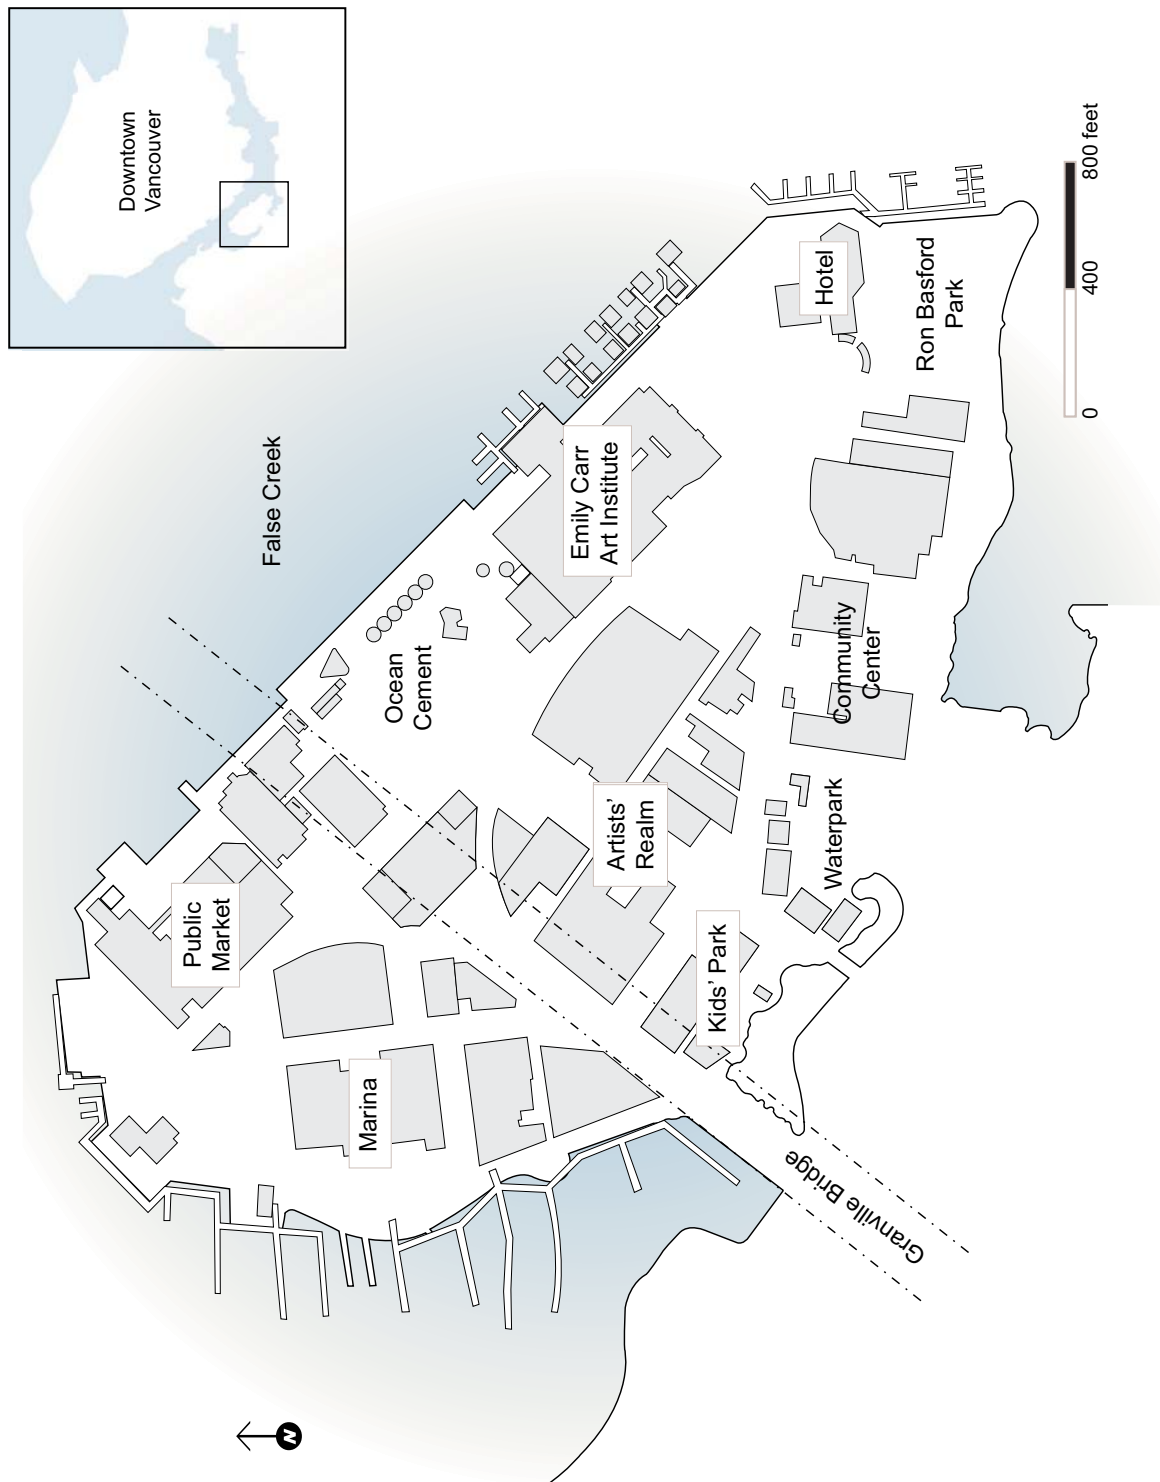 Downtown
Vancouver
False Creek
Public
Market
Marina
Ocean
Cement
Emily Carr
Art Institute
Artists’
Realm
Kids’ Park
Waterpark
Community
Center
Hotel
Ron Basford
Park
Granville Bridge
N
0
400
800 feet